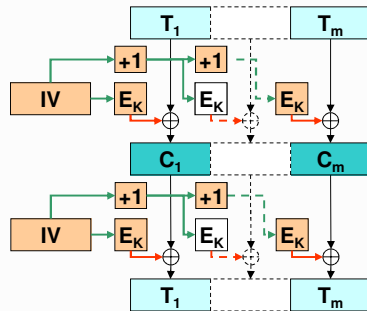 T₁ Tₘ
+1 +1
IV Eₖ Eₖ Eₖ
C₁ Cₘ
+1 +1
IV Eₖ Eₖ Eₖ
T₁ Tₘ